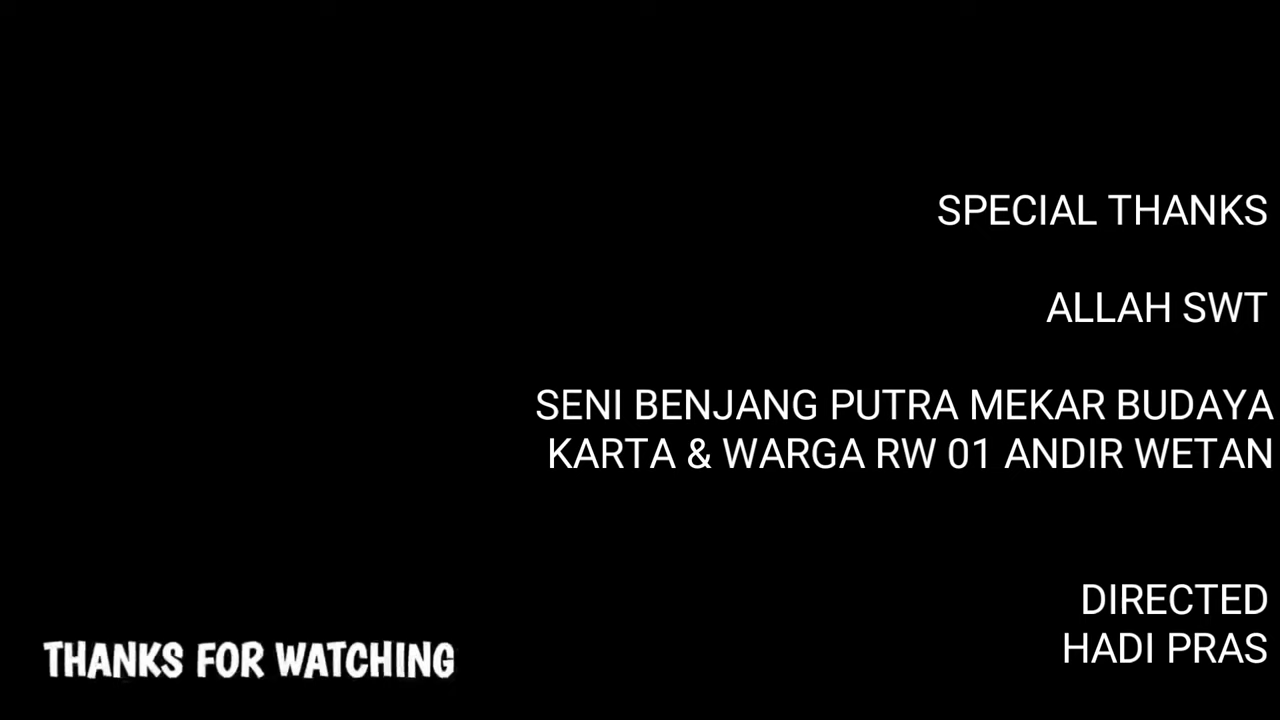 SPECIAL THANKS
ALLAH SWT
SENI BENJANG PUTRA MEKAR BUDAYA
KARTA & WARGA RW 01 ANDIR WETAN
DIRECTED
HADI PRAS
THANKS FOR WATCHING